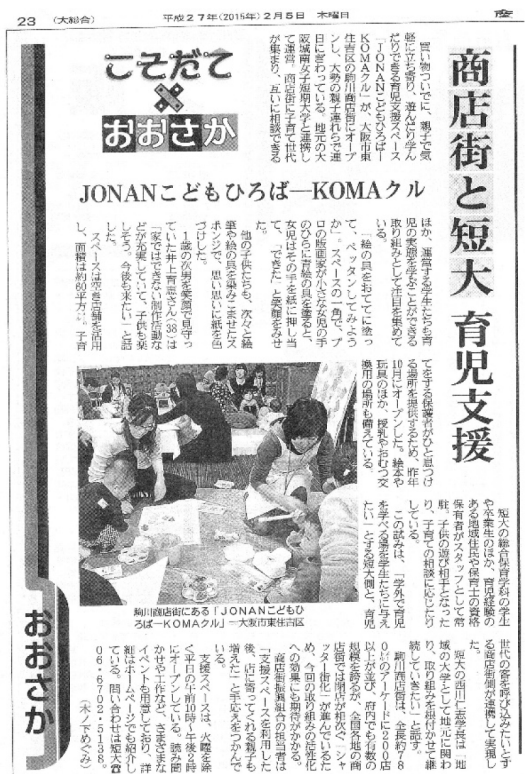 23
(大総合)
平成27年(2015年)2月5日 木曜日
産
商店街と短大 育児支援
こそだて
×
おおさか
JONANこどもひろば―KOMAクル
買い物ついでに、親子で気
軽に立ち寄り、遊んだり学ん
だりできる育児支援スペース
「JONANこどもひろば―
KOMAクル」が、大阪市東
住吉区の駒川商店街にオープ
ンし、大勢の親子連れらで連
日にぎわっている。地元の大
阪城南女子短期大学と連携し
て運営。商店街に子育て世代
が集まり、互いに相談できる
ほか、運営する学生たちも育
児の実態を学ぶことができる
取り組みとして注目を集めて
いる。
「絵の具をおててに塗っ
て、ペッタンしてみよう
か」。スペースの一角で、プ
ロの版画家が小さな女児の手
のひらに青絵の具を塗ると、
女児はその手を紙に押し当
て、「できた」と笑顔をみせ
た。
他の子供たちも、次々と絵
筆や絵の具を染みこませたス
ポンジで、思い思いに紙を色
づけした。
1歳の次男を笑顔で見守っ
ていた井上育恵さん(38)は
「家ではできない制作活動な
どが充実していて、子供も楽
しそう。今後も来たい」と話
した。
スペースは空き店舗を活用
し、面積は約60平方㍍。子育
てをする保護者がひと息つけ
る場所を提供するため、昨年
10月にオープンした。絵本や
玩具のほか、授乳やおむつ交
換用の場所も備えている。
短大の総合保育学科の学生
や卒業生のほか、育児経験の
ある地域住民や保育士の資格
保有者がスタッフとして常
駐。子供の遊び相手となった
り、子育ての相談に応じたり
している。
この試みは、「学外で育児
を学べる場を学生たちに与え
たい」とする短大側と、育児
世代の客を呼び込みたいとす
る商店街側が連携して実現し
た。
短大の西川仁志学長は「地
域の大学として地元に関わ
り、取り組みを根付かせて継
続していきたい」と話す。
駒川商店街は、全長約7８
0㍍のアーケードに200店
以上が並び、府内でも有数の
規模を誇るが、全国各地の商
店街では閉店が相次ぐ「シャ
ッター街化」が進んでいるた
め、今回の取り組みの活性化
への効果にも期待がかかる。
商店街振興組合の担当者は
「支援スペースを利用した
後、店に寄ってくれる親子も
増えた」と手応えをつかんで
いる。
支援スペースは、火曜を除
く平日の午前10時~午後2時
にオープンしている。読み聞
かせや工作など、さまざまな
イベントも用意しており、詳
細はホームページでも紹介し
ている。問い合わせは短大☎
06・6702・5138。
(木ノ下めぐみ)
駒川商店街にある「JONANこどもひ
ろば―KOMAクル」=大阪市東住吉区
おおさか